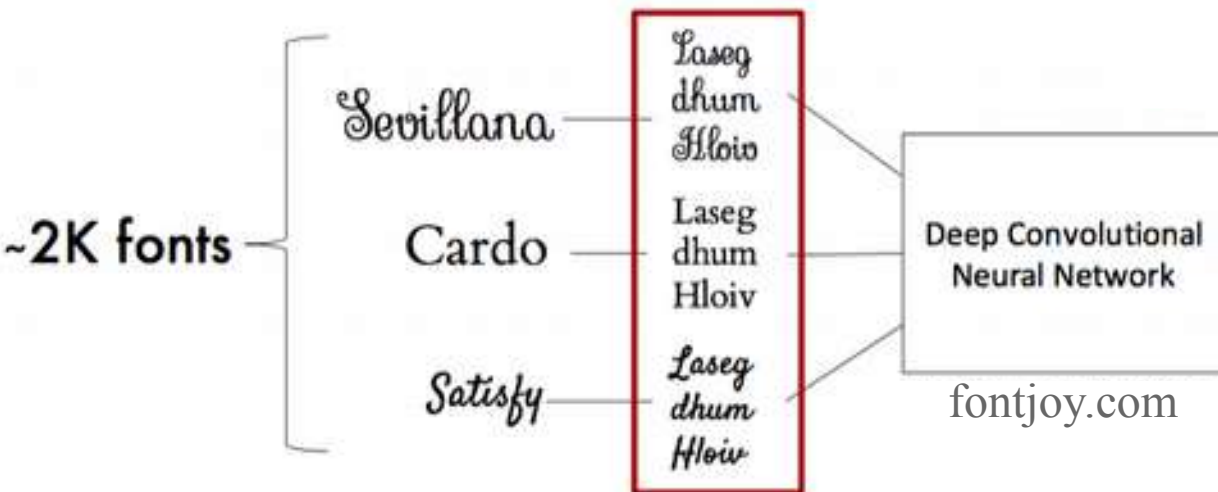 ~2K fonts
Sevillana
Laseg
dhum
Hloiv
Cardo
Laseg
dhum
Hloiv
Satisfy
Laseg
dhum
Hloiv
Deep Convolutional
Neural Network
fontjoy.com